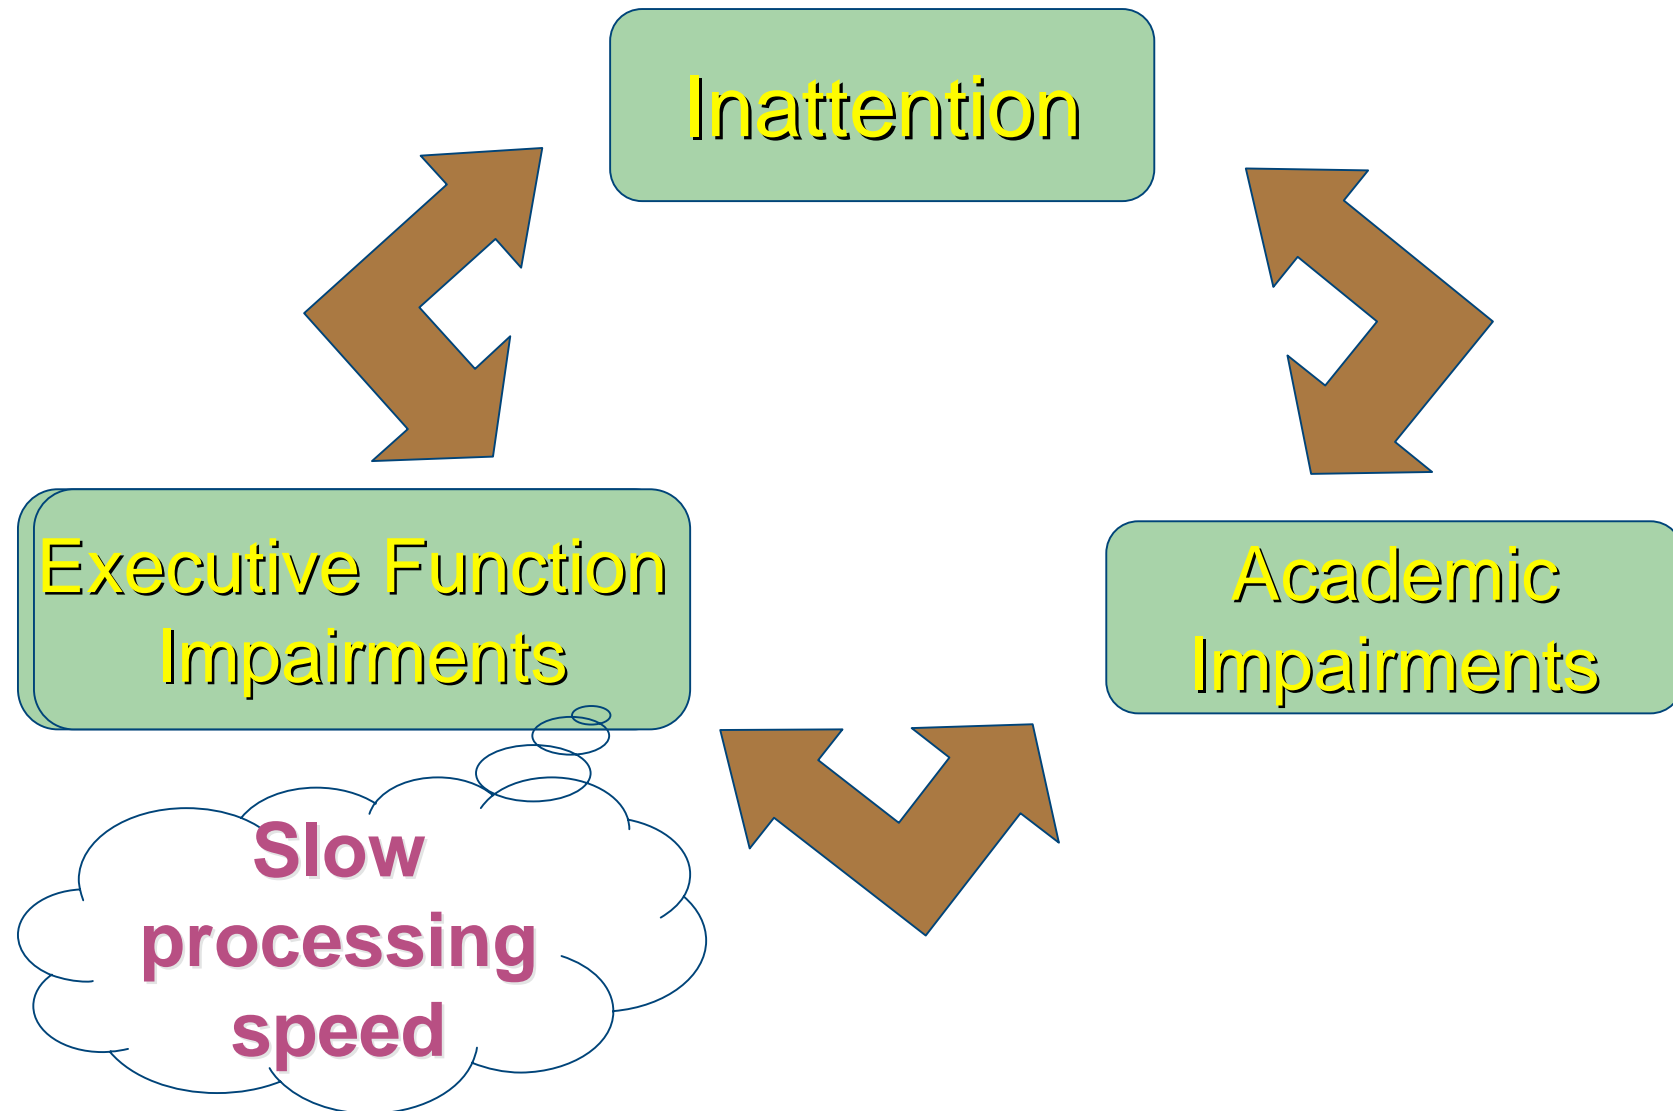 Inattention
Executive Function
Impairments
Academic
Impairments
Slow
processing
speed